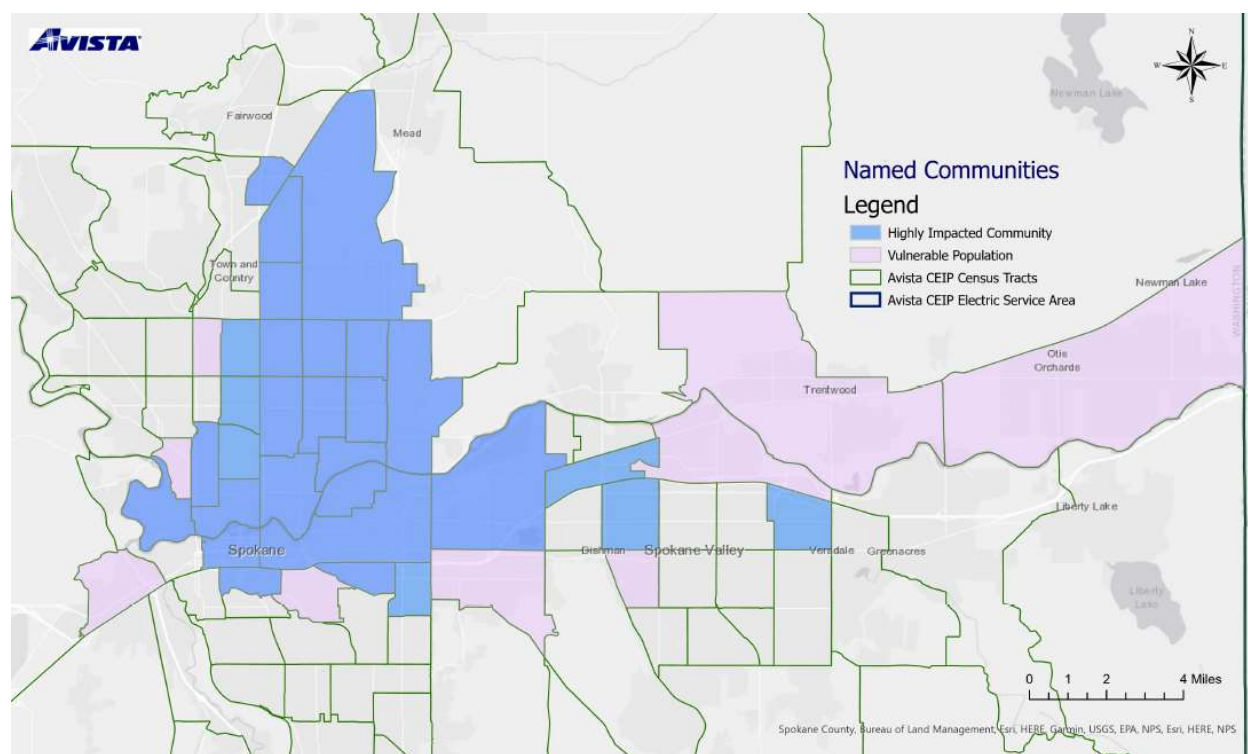 AVISTA
N
W
E
S
Newman Lake
Fairwood
Mead
Named Communities
Legend
Highly Impacted Community
Vulnerable Population
Avista CEIP Census Tracts
Avista CEIP Electric Service Area
Town and
Country
Newman Lake
WASHINGTON
Otis
Orchards
Trentwood
Liberty Lake
Spokane
Dishman
Spokane Valley
Veradale
Greenacres
Liberty
Lake
0 1 2 4 Miles
Spokane County, Bureau of Land Management, Esri, HERE, Garmin, USGS, EPA, NPS, Esri, HERE, NPS